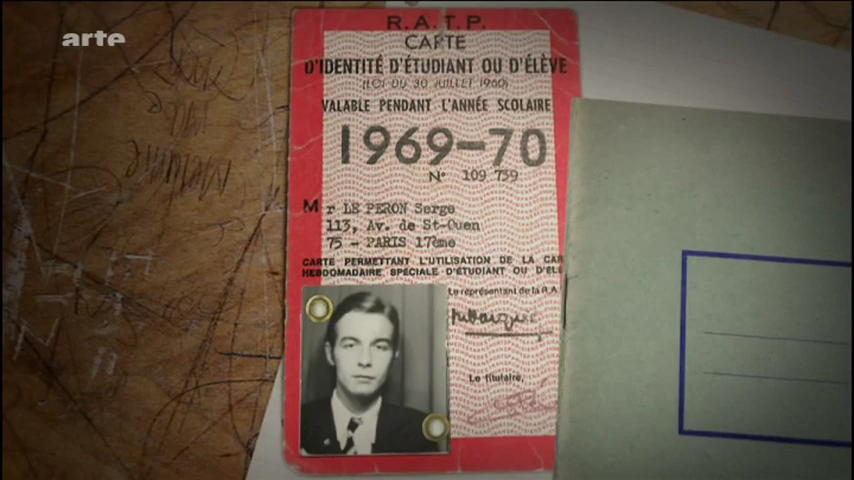 arte
R.A.T.P.
CARTE
D'IDENTITÉ D'ÉTUDIANT OU D'ÉLÈVE
(LOI DU 30 JUILLET 1960)
VALABLE PENDANT L'ANNÉE SCOLAIRE
1969-70
N° 109 759
Mr LE PERON Serge
113, Av. de St-Ouen
75 - PARIS 17ème
CARTE PERMETTANT L'UTILISATION DE LA CAR
HEBDOMADAIRE SPÉCIALE D'ÉTUDIANT OU D'ÉL
Le représentant de la R.A.
Le titulaire,